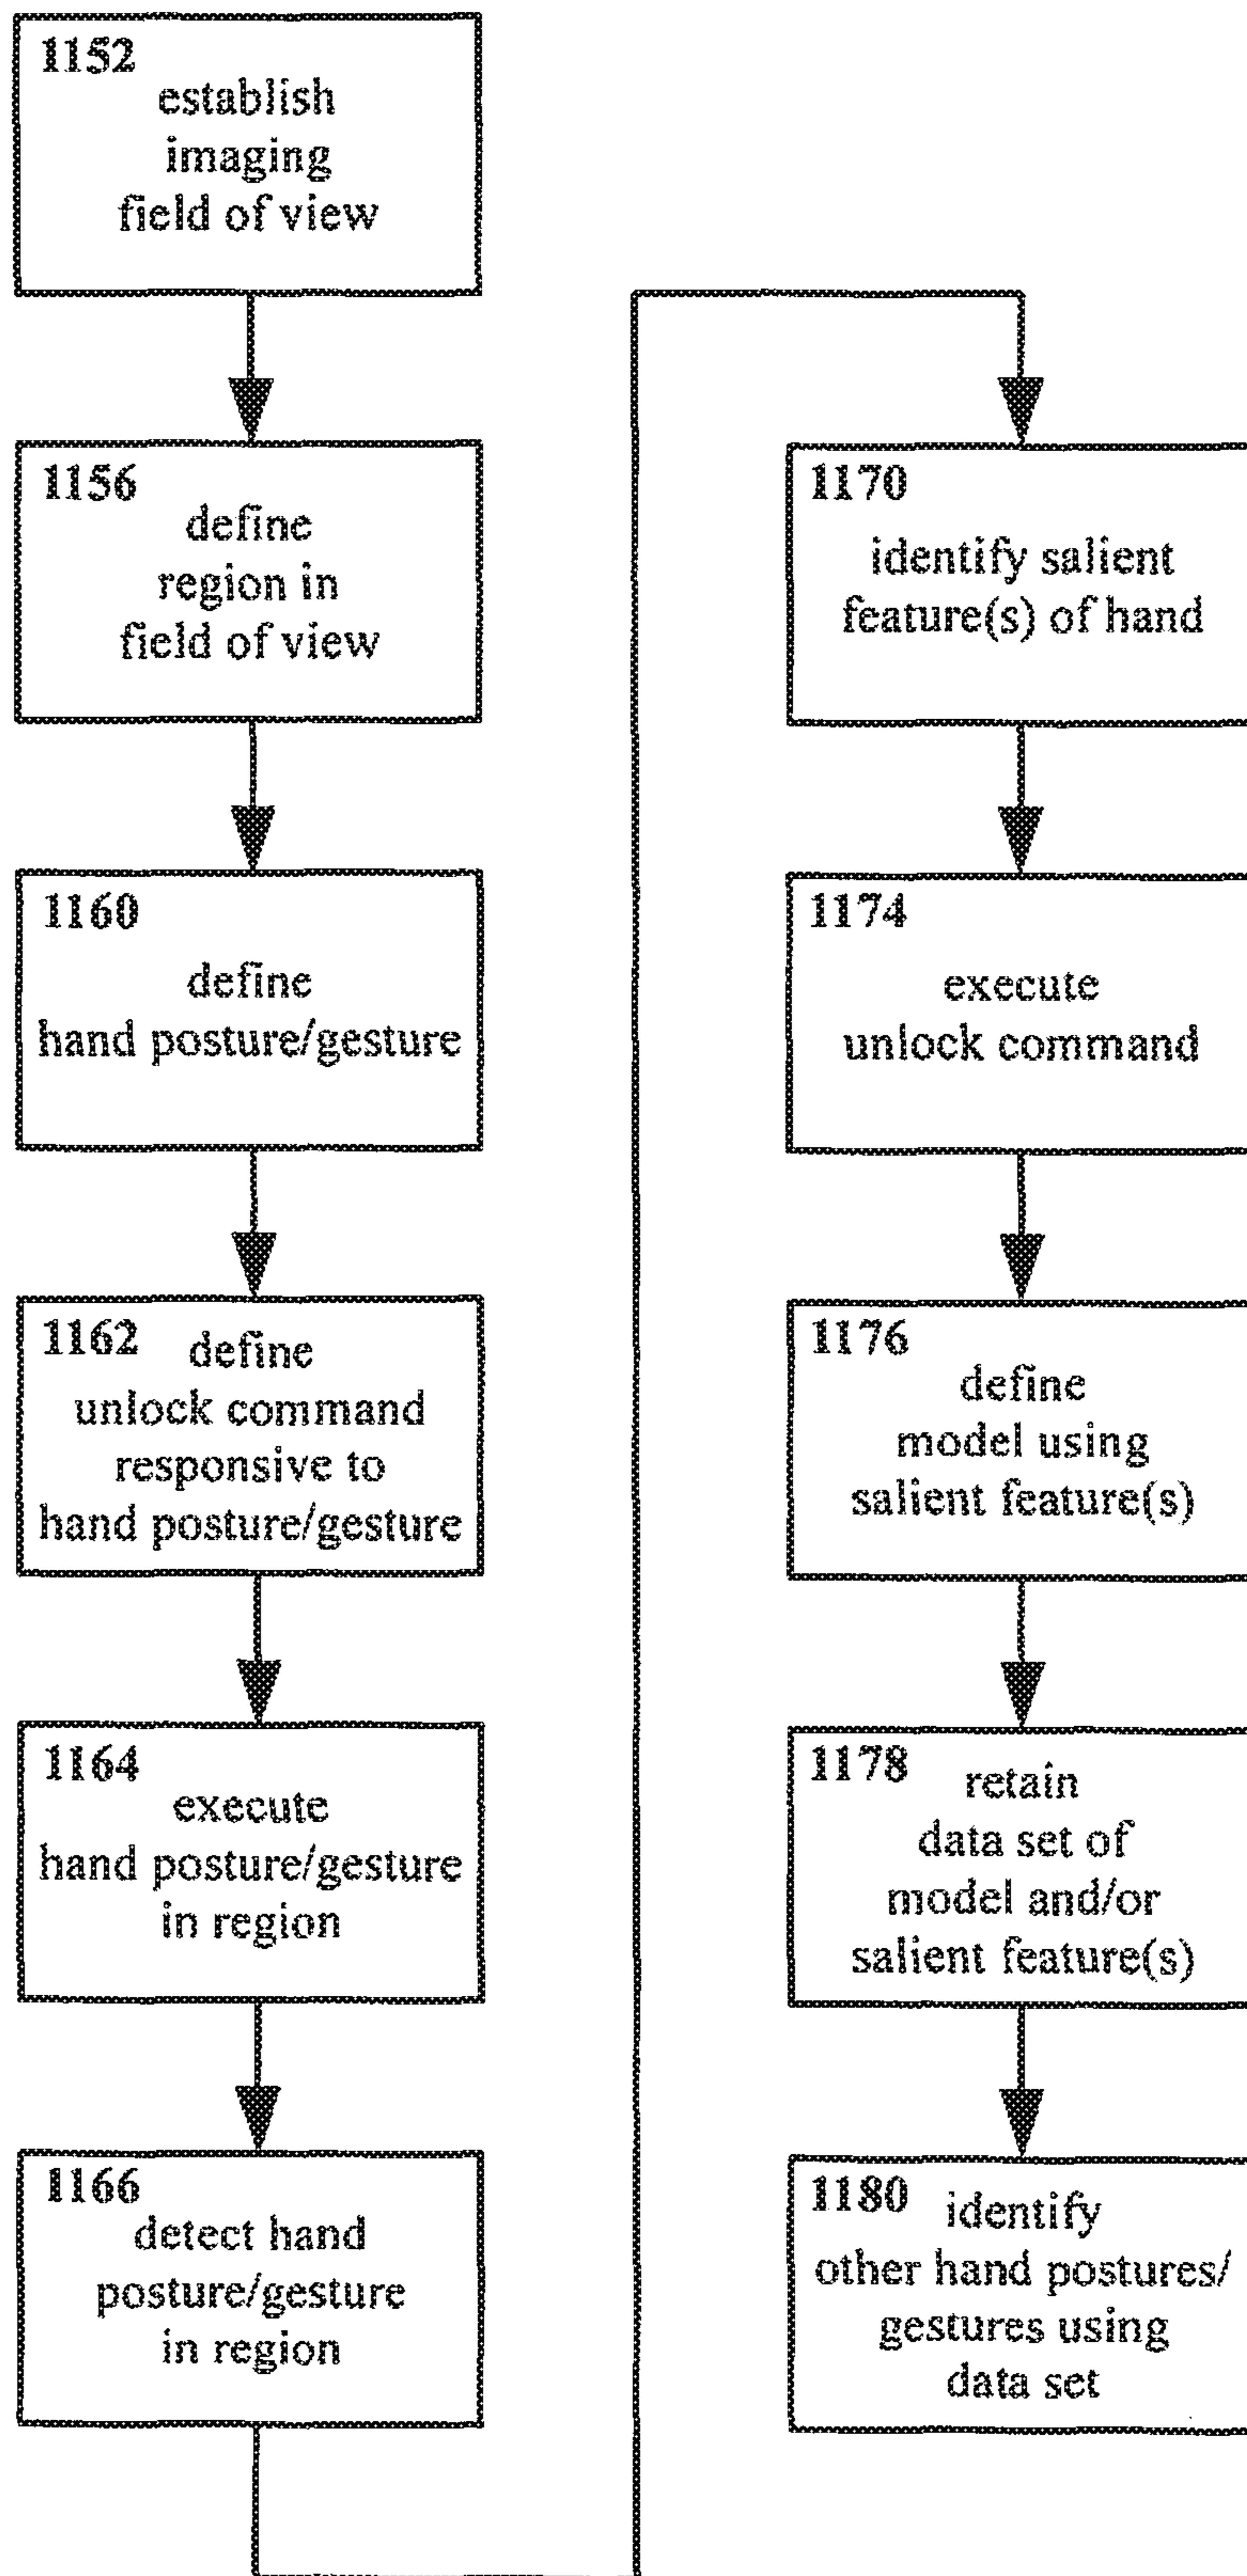 1152
establish
imaging
field of view
1156
define
region in
field of view
1160
define
hand posture/gesture
1162 define
unlock command
responsive to
hand posture/gesture
1164
execute
hand posture/gesture
in region
1166
detect hand
posture/gesture
in region
1170
identify salient
feature(s) of hand
1174
execute
unlock command
1176
define
model using
salient feature(s)
1178 retain
data set of
model and/or
salient feature(s)
1180 identify
other hand postures/
gestures using
data set